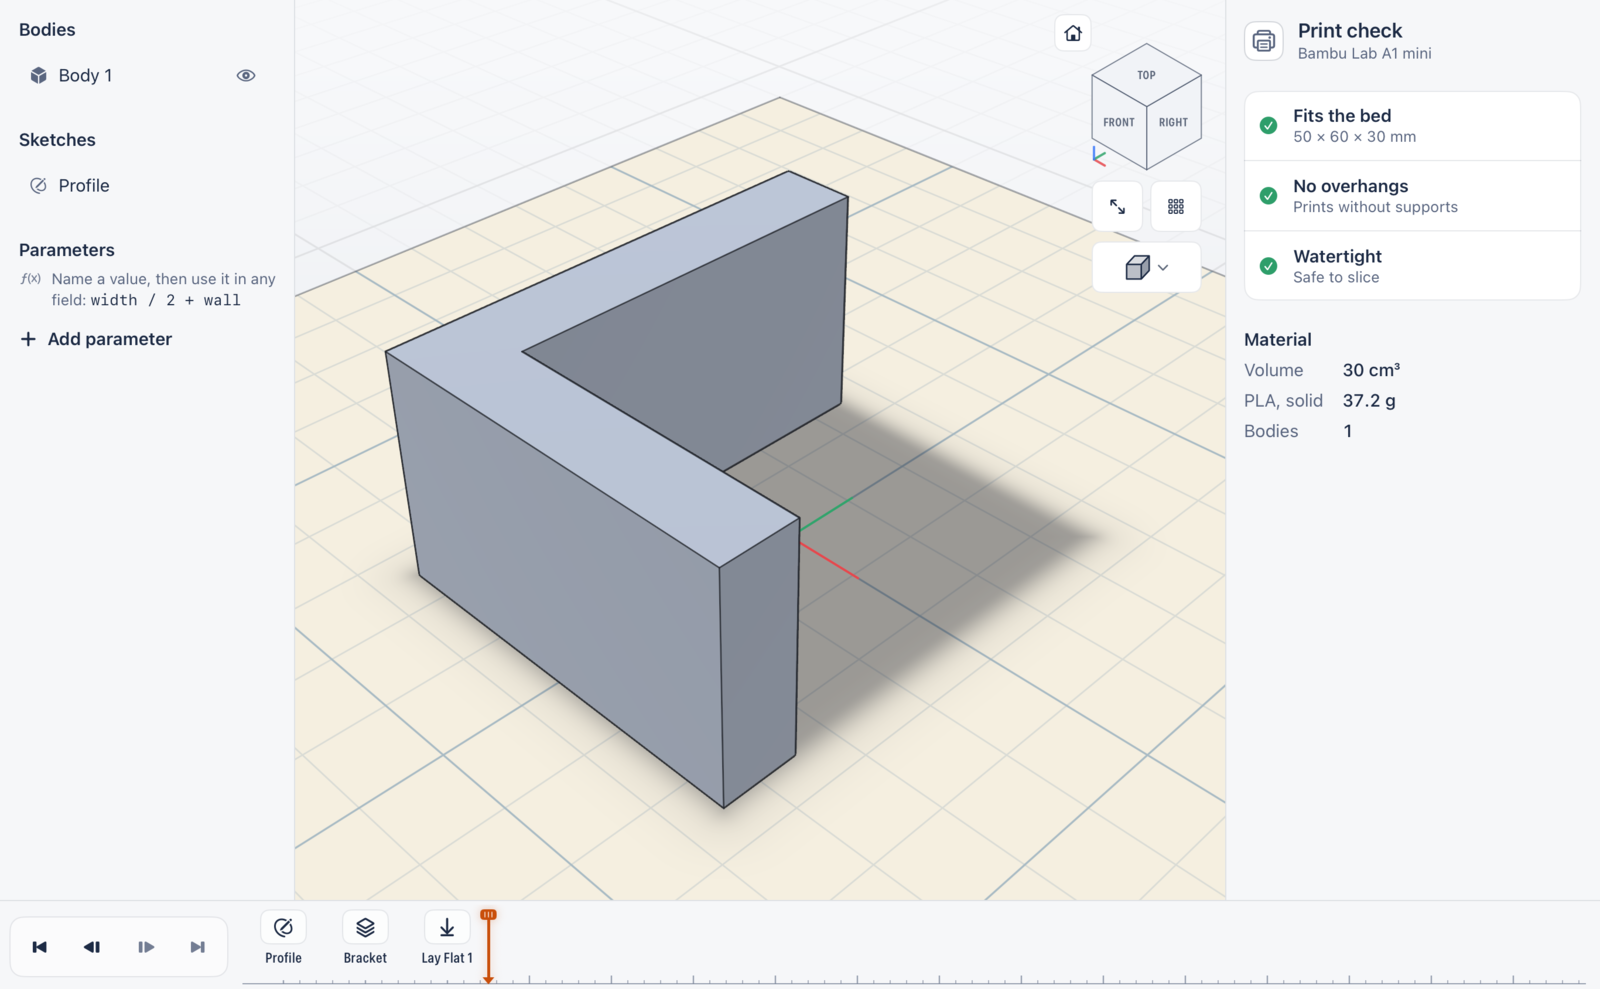 Bodies
Body 1
Sketches
Profile
Parameters
f(x) Name a value, then use it in any
field: width / 2 + wall
+ Add parameter
TOP
FRONT
RIGHT
Print check
Bambu Lab A1 mini
Fits the bed
50 × 60 × 30 mm
No overhangs
Prints without supports
Watertight
Safe to slice
Material
Volume 30 cm³
PLA, solid 37.2 g
Bodies 1
Profile
Bracket
Lay Flat 1